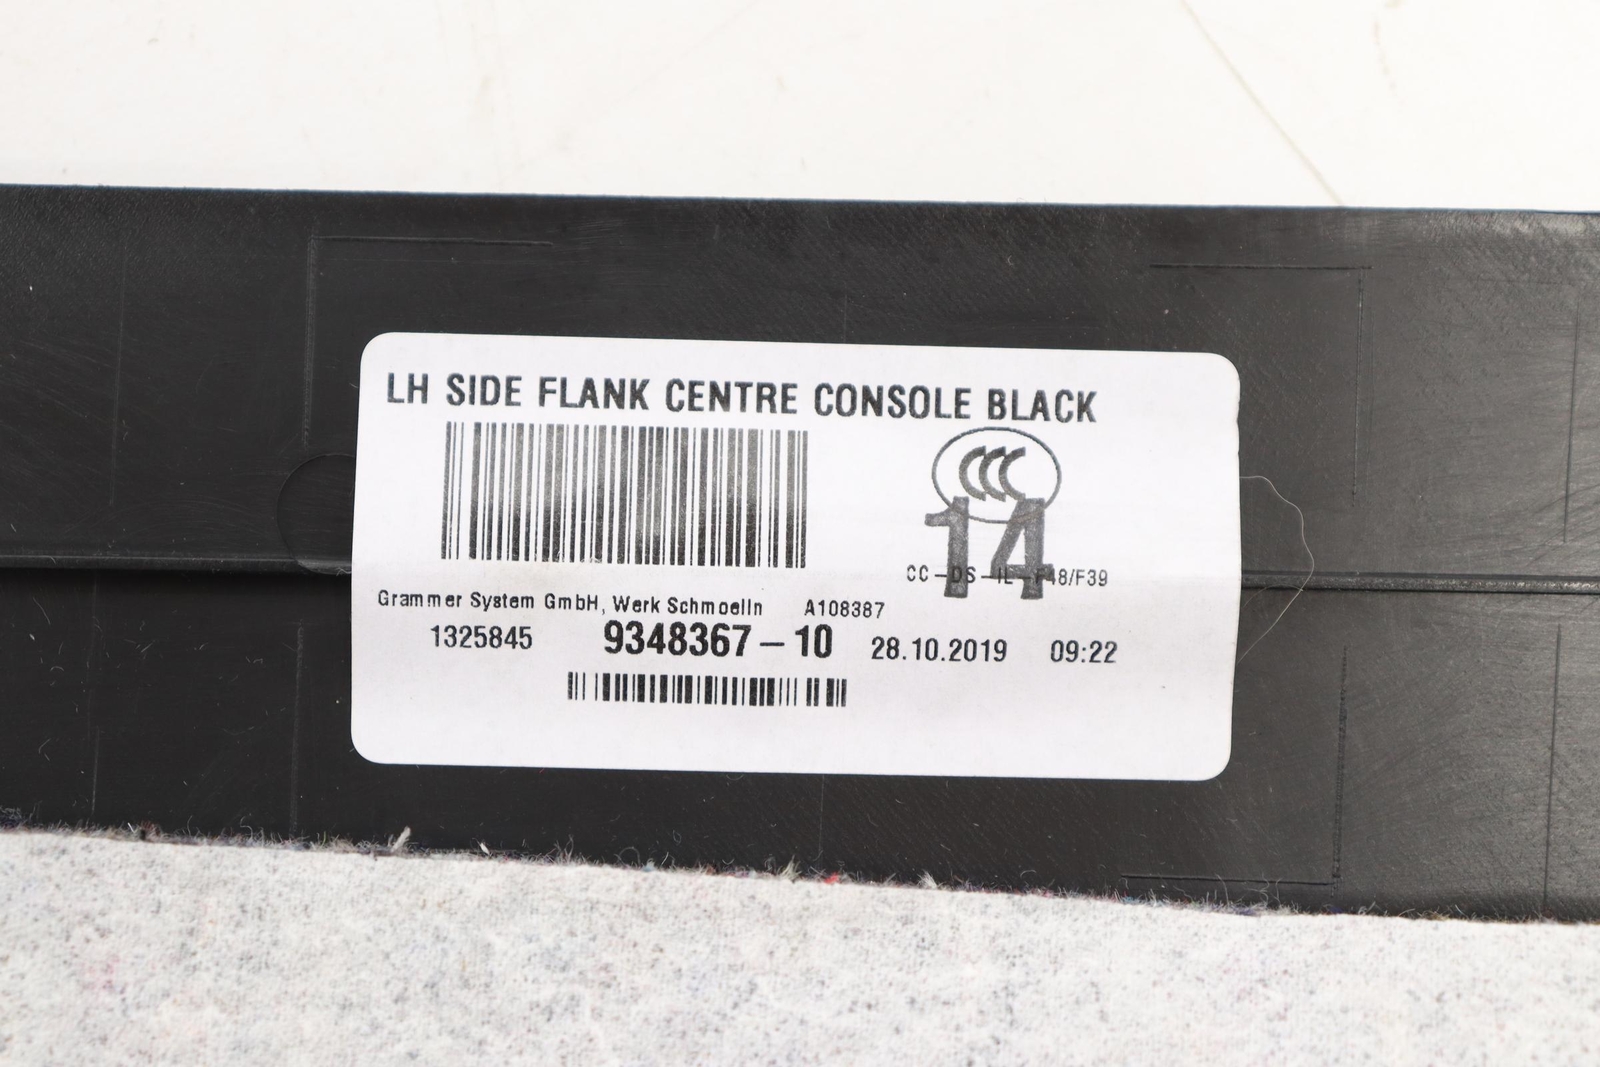 LH SIDE FLANK CENTRE CONSOLE BLACK
CCC
14
CC-DS-IL-F48/F39
Grammer System GmbH, Werk Schmoelln A108387
1325845 9348367-10 28.10.2019 09:22